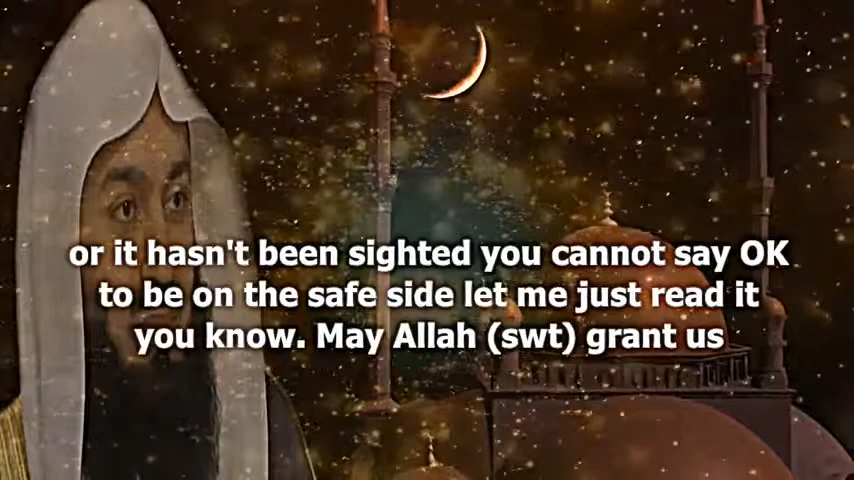 or it hasn't been sighted you cannot say OK
to be on the safe side let me just read it
you know. May Allah (swt) grant us